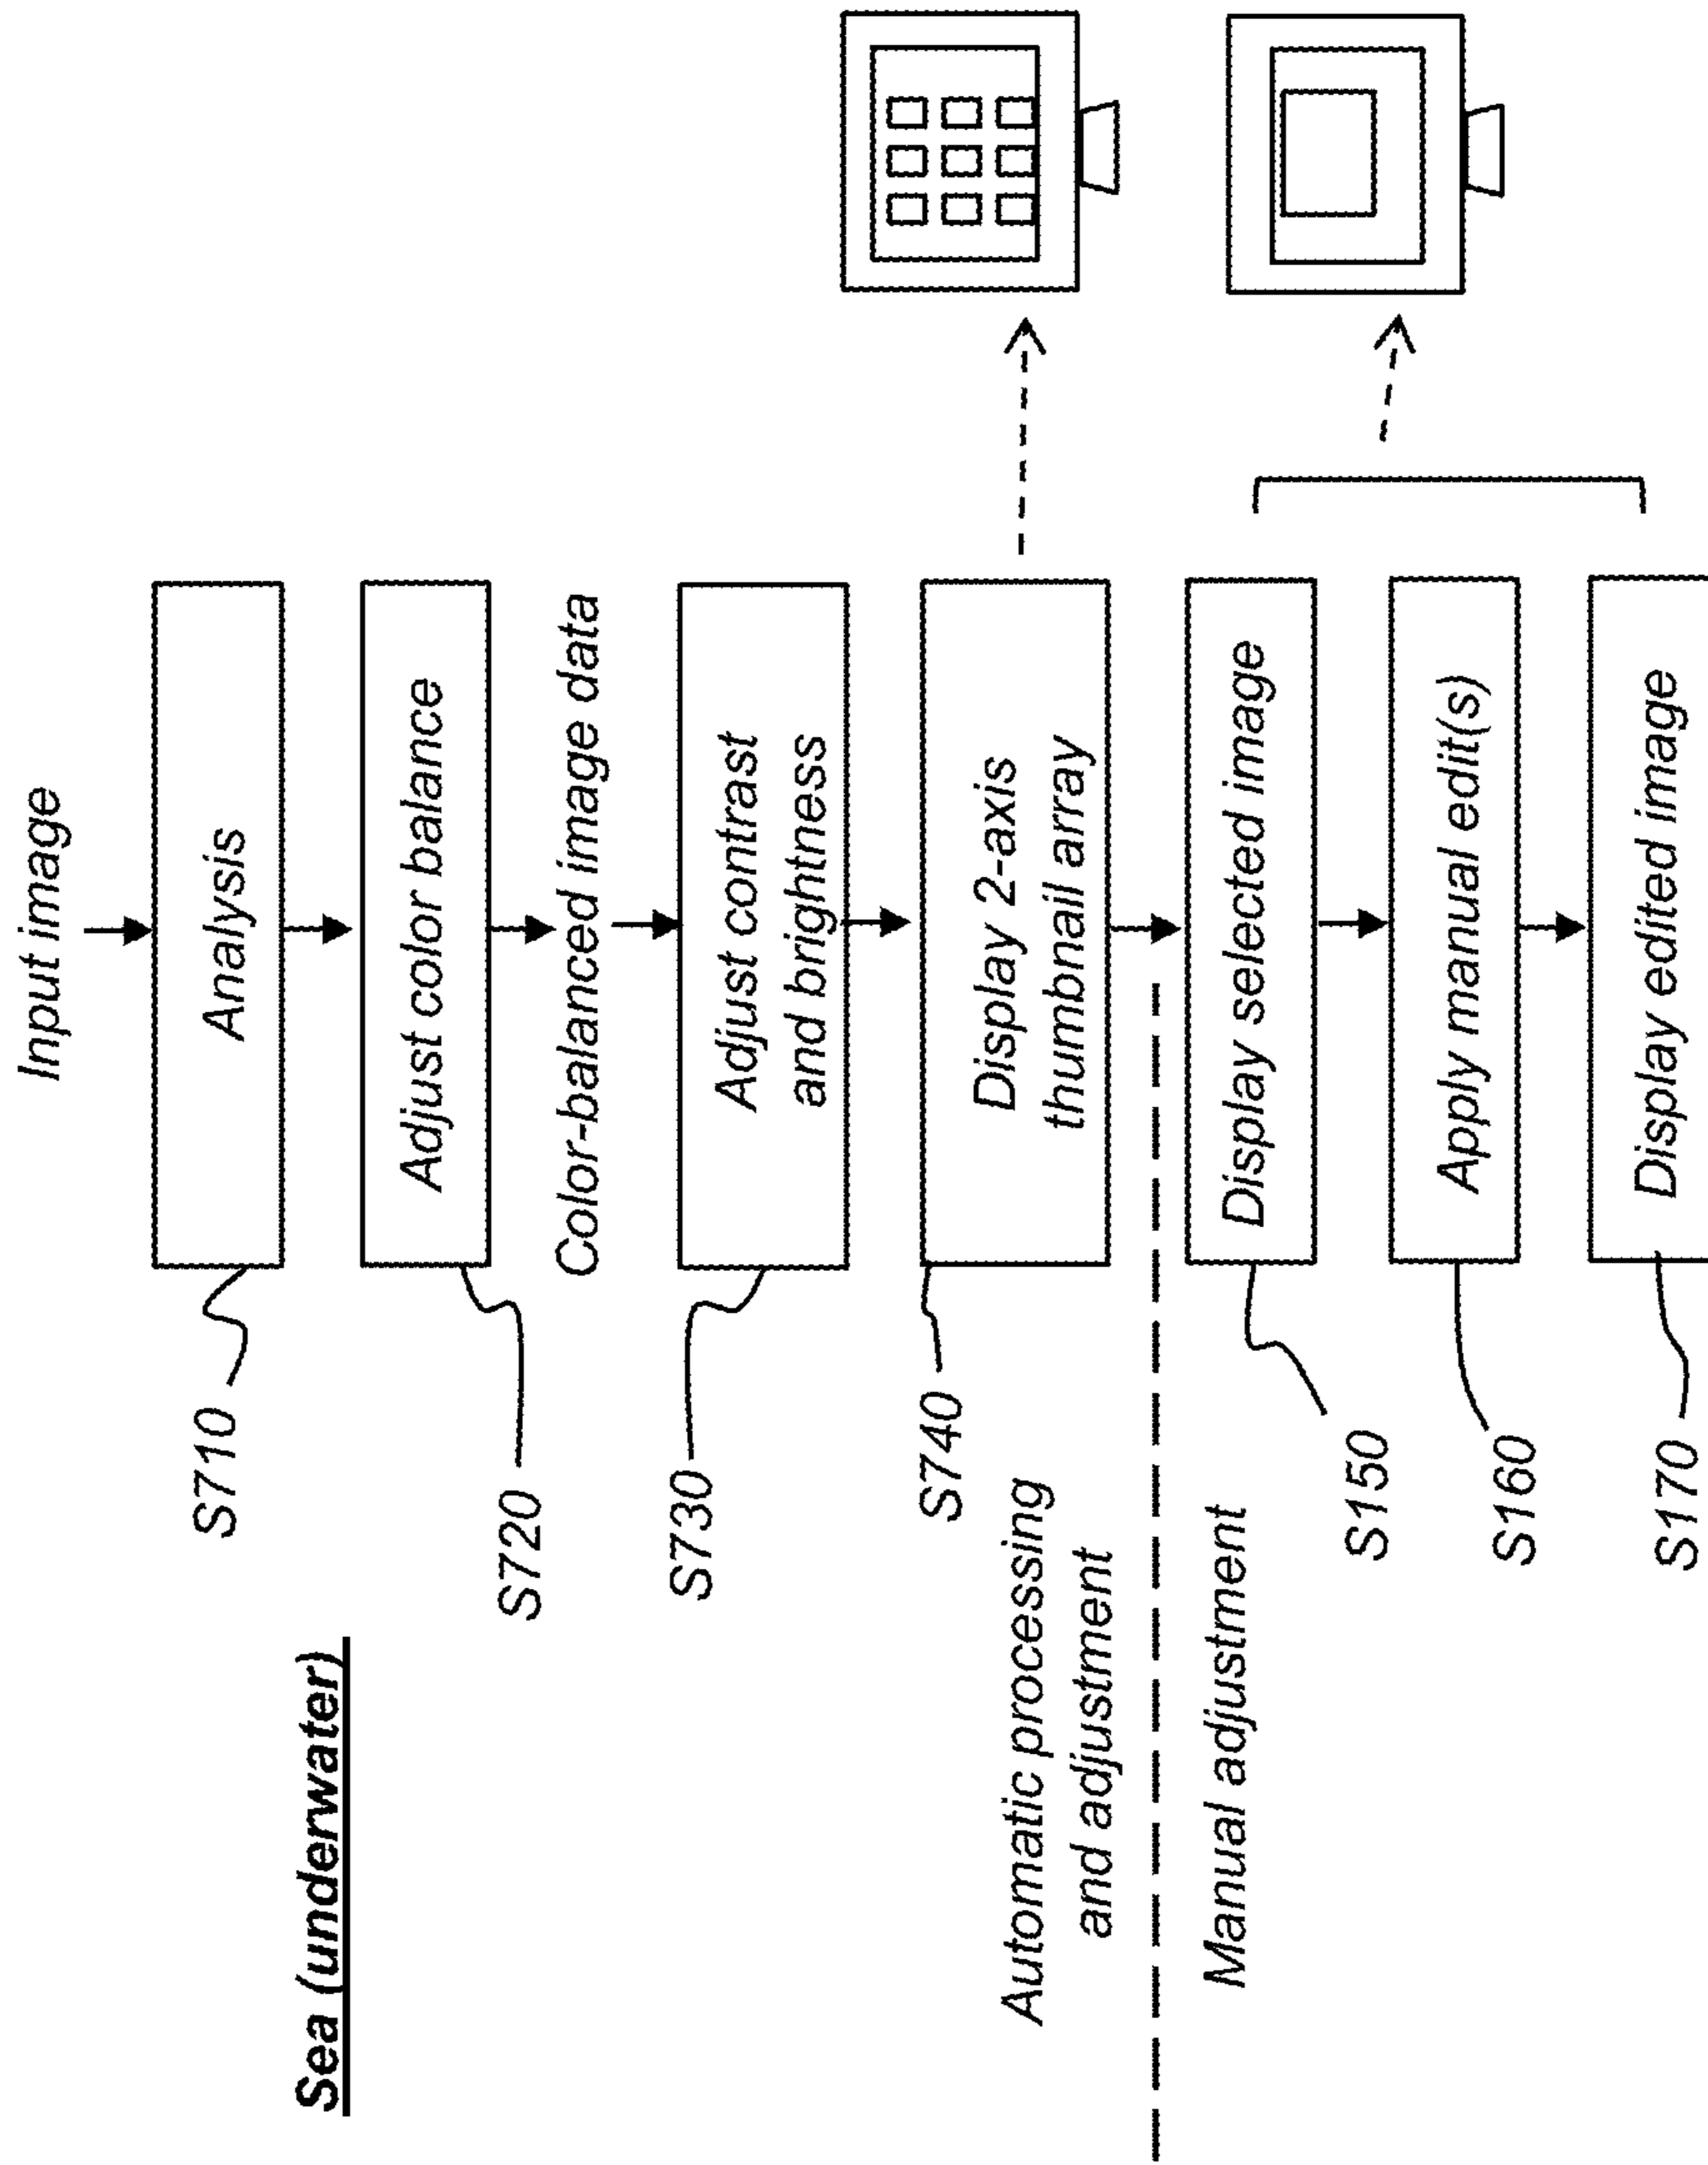 Sea (underwater)
Input image
S710
Analysis
S720
Adjust color balance
Color-balanced image data
S730
Adjust contrast
and brightness
S740
Display 2-axis
thumbnail array
Automatic processing
and adjustment
Manual adjustment
S150
Display selected image
S160
Apply manual edit(s)
S170
Display edited image